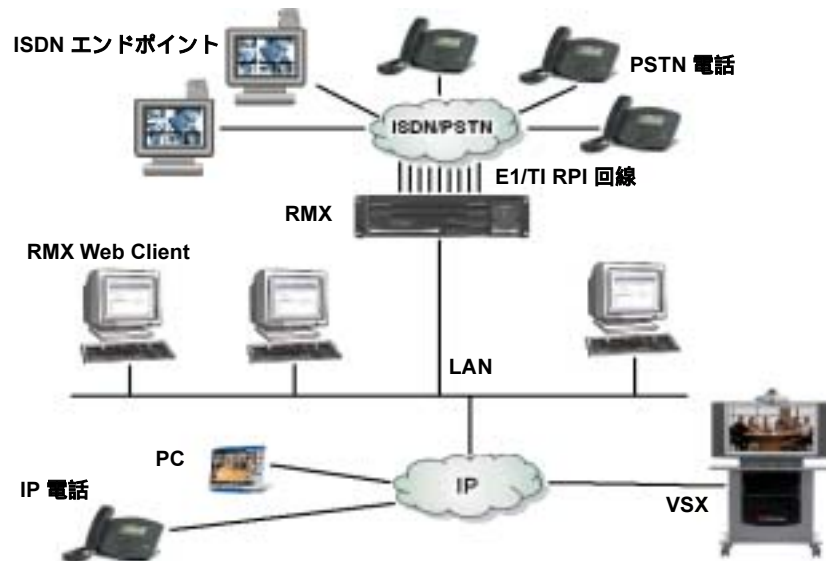 ISDN エンドポイント
PSTN 電話
ISDN/PSTN
E1/TI RPI 回線
RMX
RMX Web Client
LAN
PC
IP
IP 電話
VSX